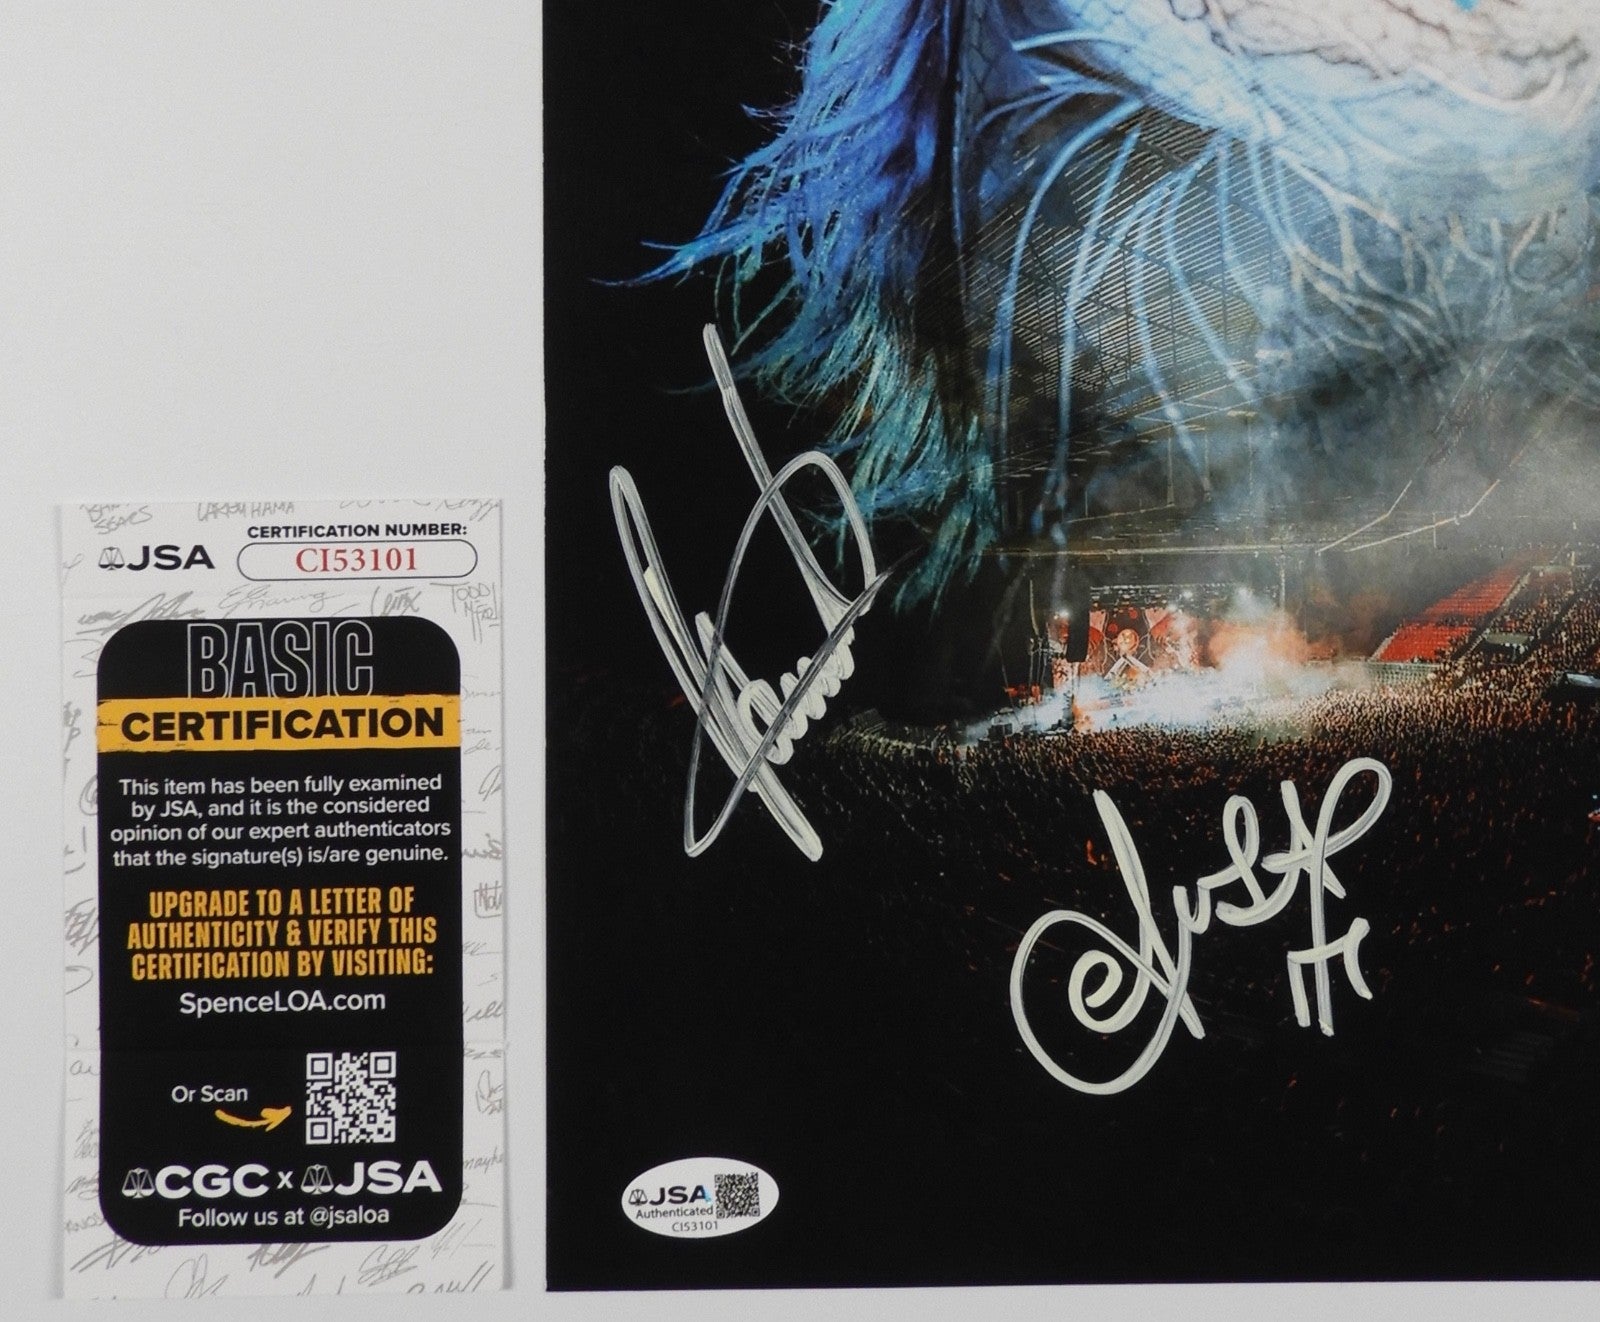 CERTIFICATION NUMBER:
JSA
CI53101
BASIC
CERTIFICATION
This item has been fully examined
by JSA, and it is the considered
opinion of our expert authenticators
that the signature(s) is/are genuine.
UPGRADE TO A LETTER OF
AUTHENTICITY & VERIFY THIS
CERTIFICATION BY VISITING:
SpenceLOA.com
Or Scan
CGC x JSA
Follow us at @jsaloa
JSA
Authenticated
CI53101